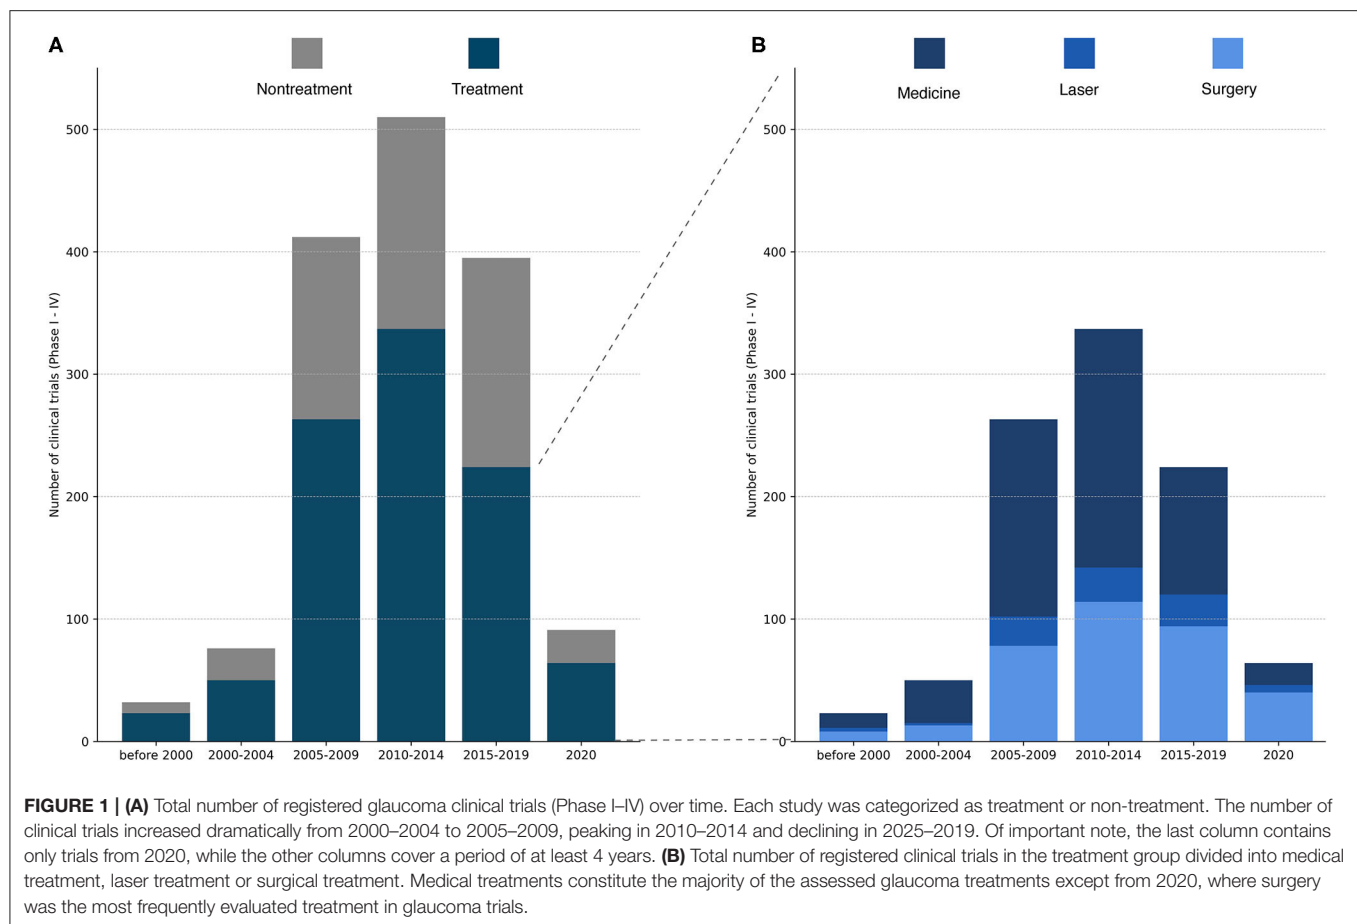 A
Nontreatment
Treatment
Number of clinical trials (Phase I - IV)
500
400
300
200
100
0
before 2000
2000-2004
2005-2009
2010-2014
2015-2019
2020
B
Medicine
Laser
Surgery
Number of clinical trials (Phase I - IV)
500
400
300
200
100
0
before 2000
2000-2004
2005-2009
2010-2014
2015-2019
2020
FIGURE 1 | (A) Total number of registered glaucoma clinical trials (Phase I–IV) over time. Each study was categorized as treatment or non-treatment. The number of
clinical trials increased dramatically from 2000–2004 to 2005–2009, peaking in 2010–2014 and declining in 2025–2019. Of important note, the last column contains
only trials from 2020, while the other columns cover a period of at least 4 years. (B) Total number of registered clinical trials in the treatment group divided into medical
treatment, laser treatment or surgical treatment. Medical treatments constitute the majority of the assessed glaucoma treatments except from 2020, where surgery
was the most frequently evaluated treatment in glaucoma trials.